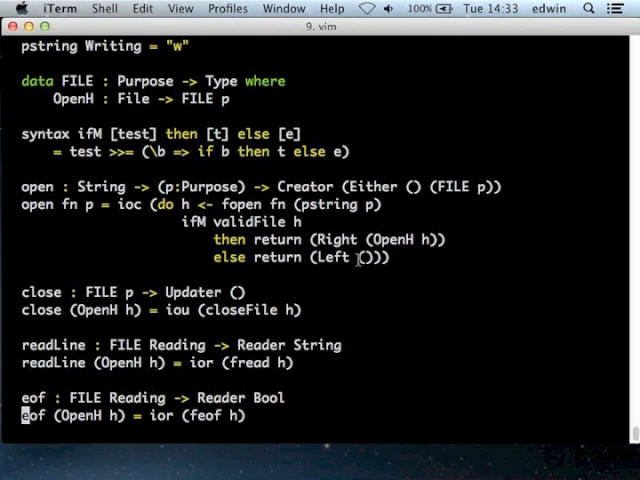 iTerm Shell Edit View Profiles Window Help 100% Tue 14:33 edwin
9. vim
pstring Writing = "w"
data FILE : Purpose -> Type where
OpenH : File -> FILE p
syntax ifM [test] then [t] else [e]
= test >>= (\b => if b then t else e)
open : String -> (p:Purpose) -> Creator (Either () (FILE p))
open fn p = ioc (do h <- fopen fn (pstring p)
ifM validFile h
then return (Right (OpenH h))
else return (Left ()))
close : FILE p -> Updater ()
close (OpenH h) = iou (closeFile h)
readLine : FILE Reading -> Reader String
readLine (OpenH h) = ior (fread h)
eof : FILE Reading -> Reader Bool
eof (OpenH h) = ior (feof h)